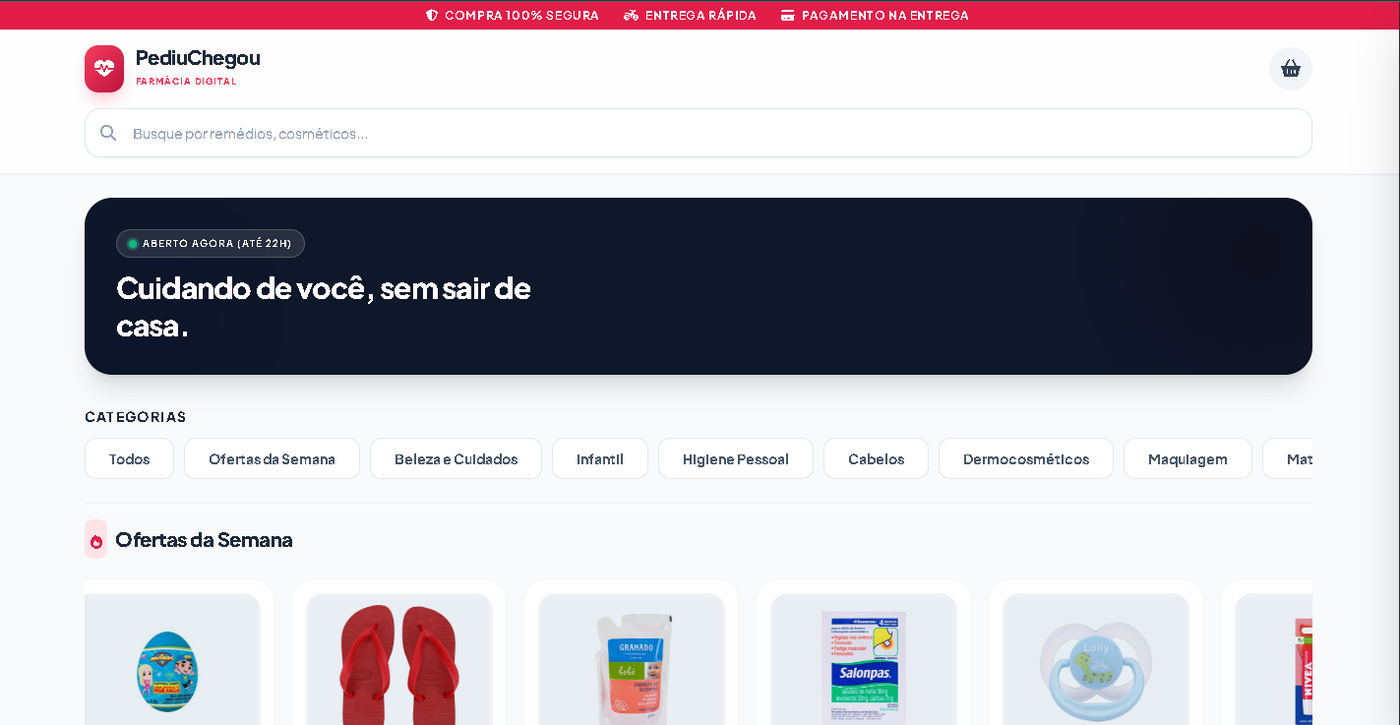 COMPRA 100% SEGURA
ENTREGA RÁPIDA
PAGAMENTO NA ENTREGA
PediuChegou
FARMÁCIA DIGITAL
Busque por remédios, cosméticos...
ABERTO AGORA (ATÉ 22H)
Cuidando de você, sem sair de
casa.
CATEGORIAS
Todos
Ofertas da Semana
Beleza e Cuidados
Infantil
Higiene Pessoal
Cabelos
Dermocosméticos
Maquiagem
Mat
Ofertas da Semana
GRANADO
bebê
Salonpas.
Lolly
NIVEA